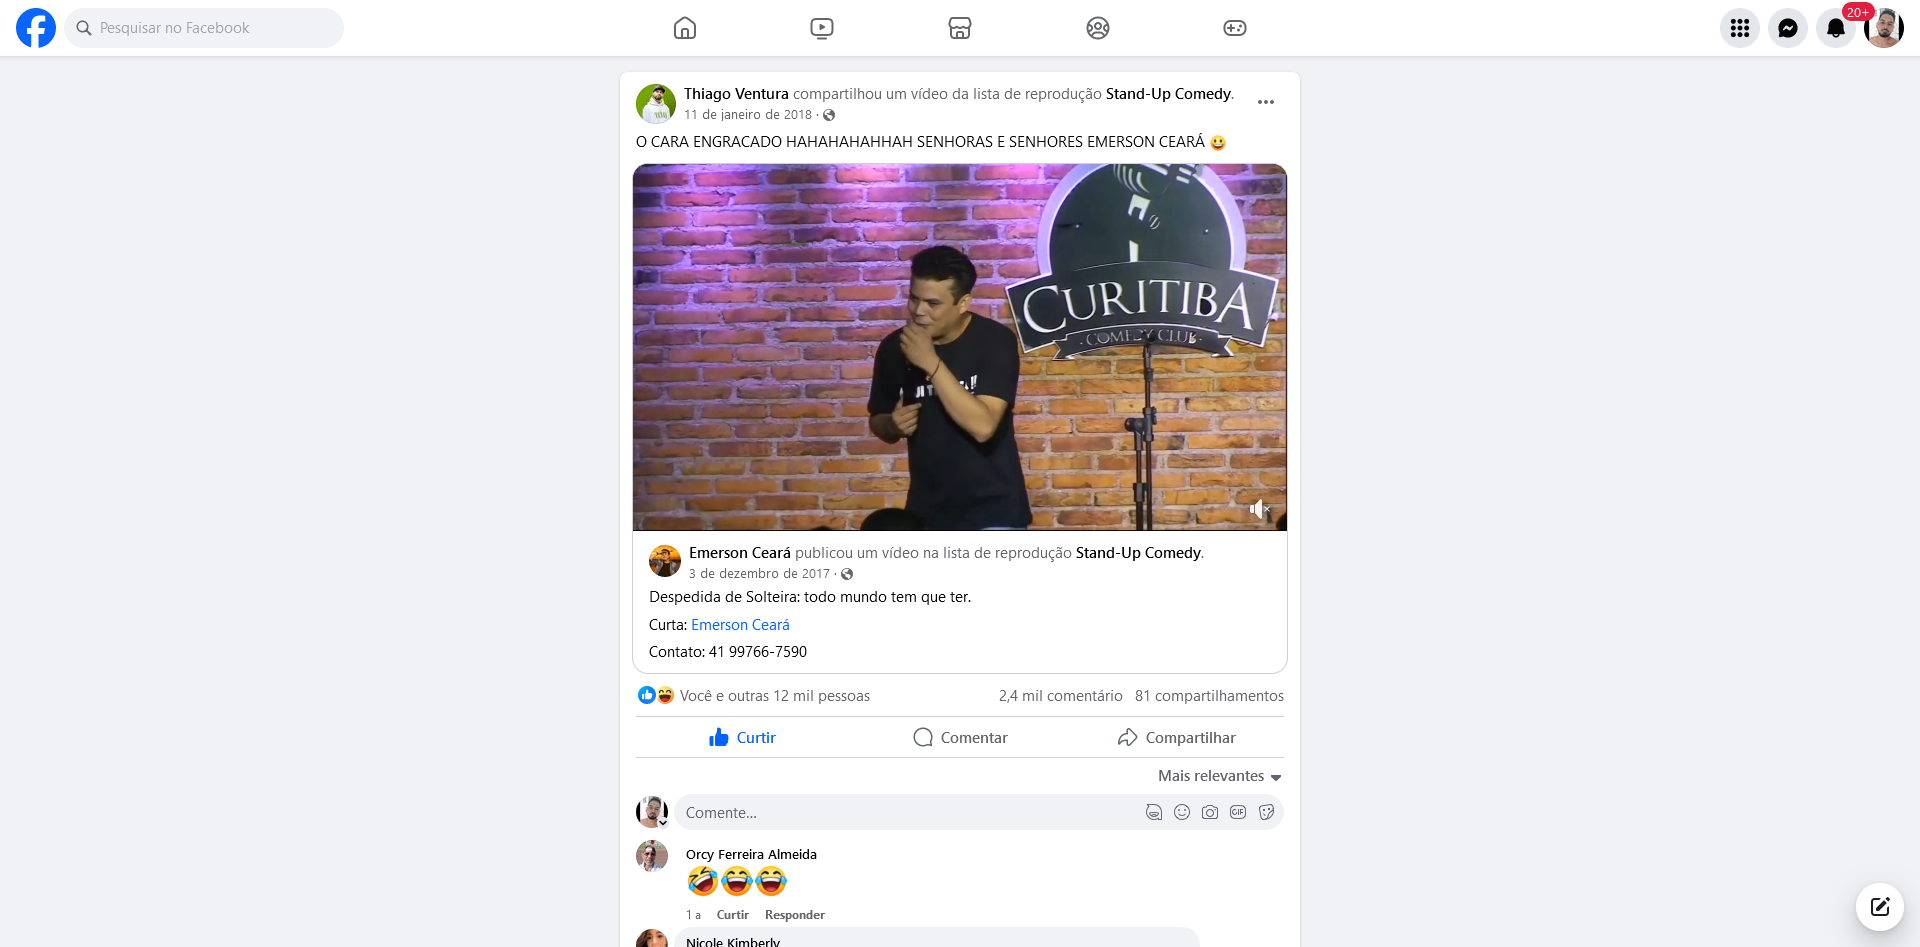 Pesquisar no Facebook
20+
Thiago Ventura compartilhou um vídeo da lista de reprodução Stand-Up Comedy.
11 de janeiro de 2018 ·
O CARA ENGRACADO HAHAHAHAHHAH SENHORAS E SENHORES EMERSON CEARÁ 😀
CURITIBA
· COMEDY CLUB ·
Emerson Ceará publicou um vídeo na lista de reprodução Stand-Up Comedy.
3 de dezembro de 2017 ·
Despedida de Solteira: todo mundo tem que ter.
Curta: Emerson Ceará
Contato: 41 99766-7590
Você e outras 12 mil pessoas
2,4 mil comentário 81 compartilhamentos
Curtir Comentar Compartilhar
Mais relevantes
Comente...
GIF
Orcy Ferreira Almeida
🤣😂😂
1 a Curtir Responder
Nicole Kimberly